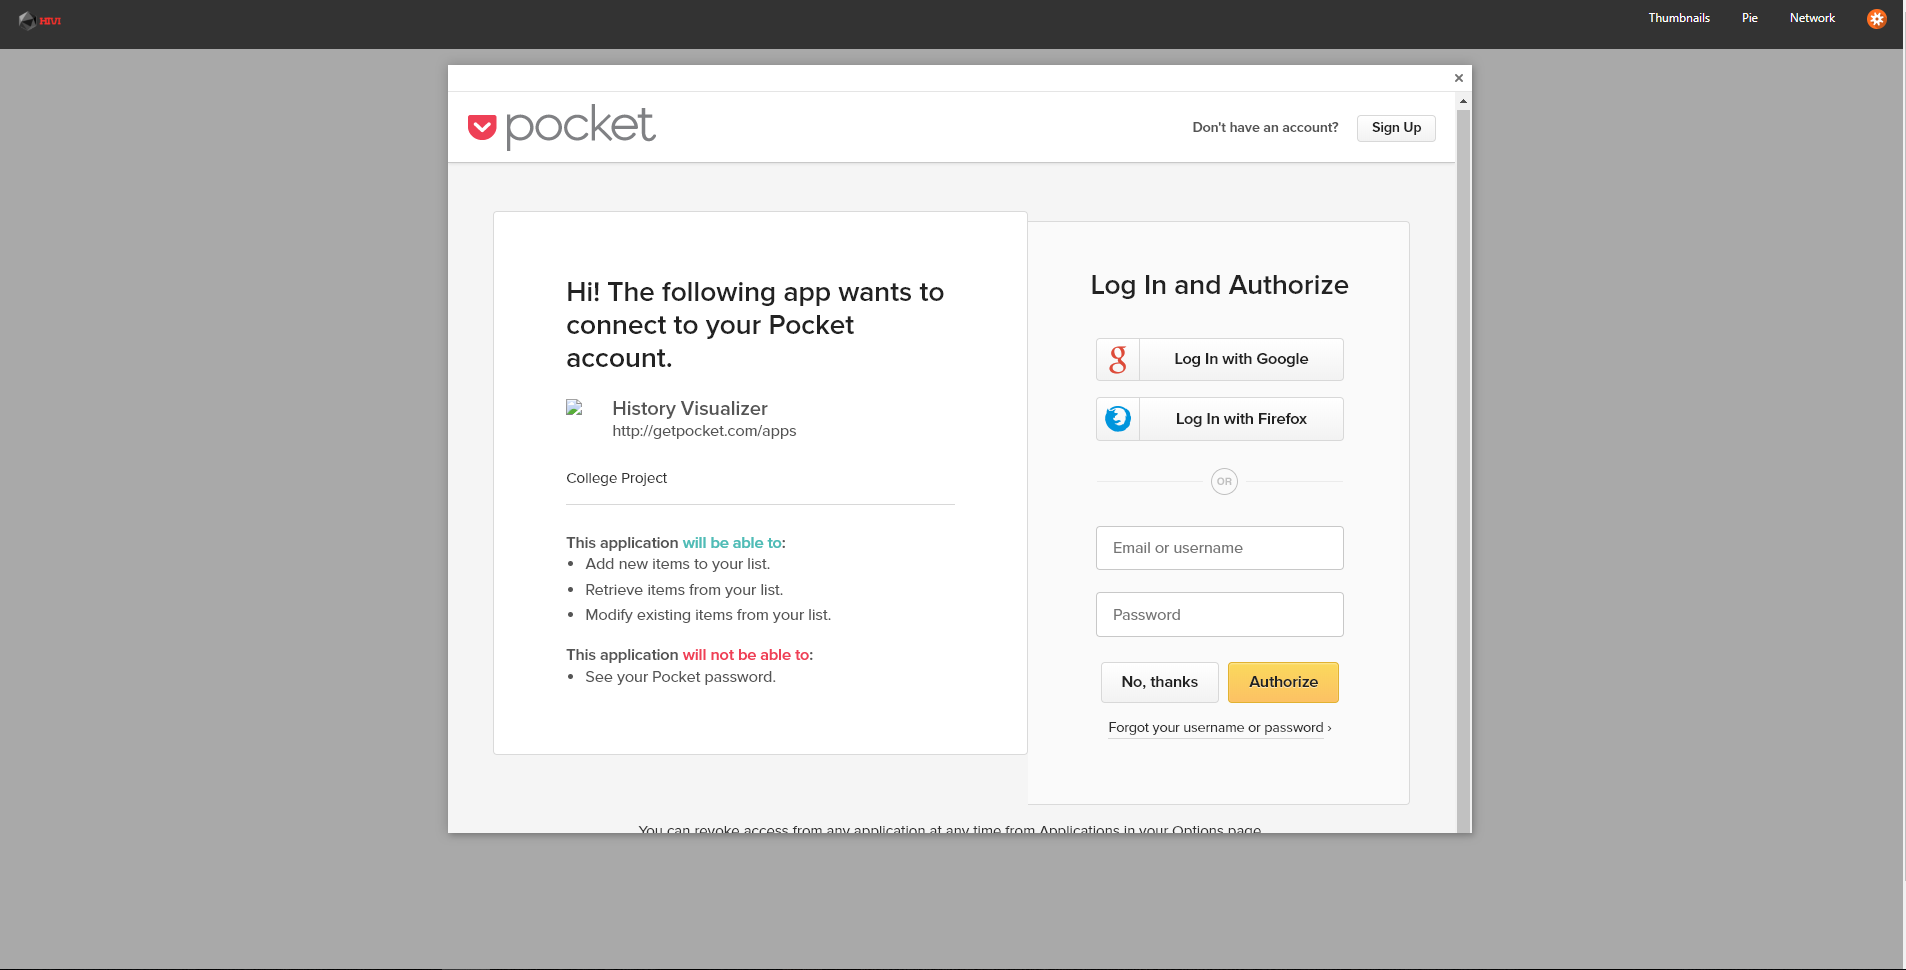 HIVI
Thumbnails
Pie
Network
×
pocket
Don't have an account?
Sign Up
Hi! The following app wants to
connect to your Pocket
account.
History Visualizer
http://getpocket.com/apps
College Project
This application will be able to:
• Add new items to your list.
• Retrieve items from your list.
• Modify existing items from your list.
This application will not be able to:
• See your Pocket password.
Log In and Authorize
g
Log In with Google
Log In with Firefox
OR
Email or username
Password
No, thanks
Authorize
Forgot your username or password ›
You can revoke access from any application at any time from Applications in your Options page